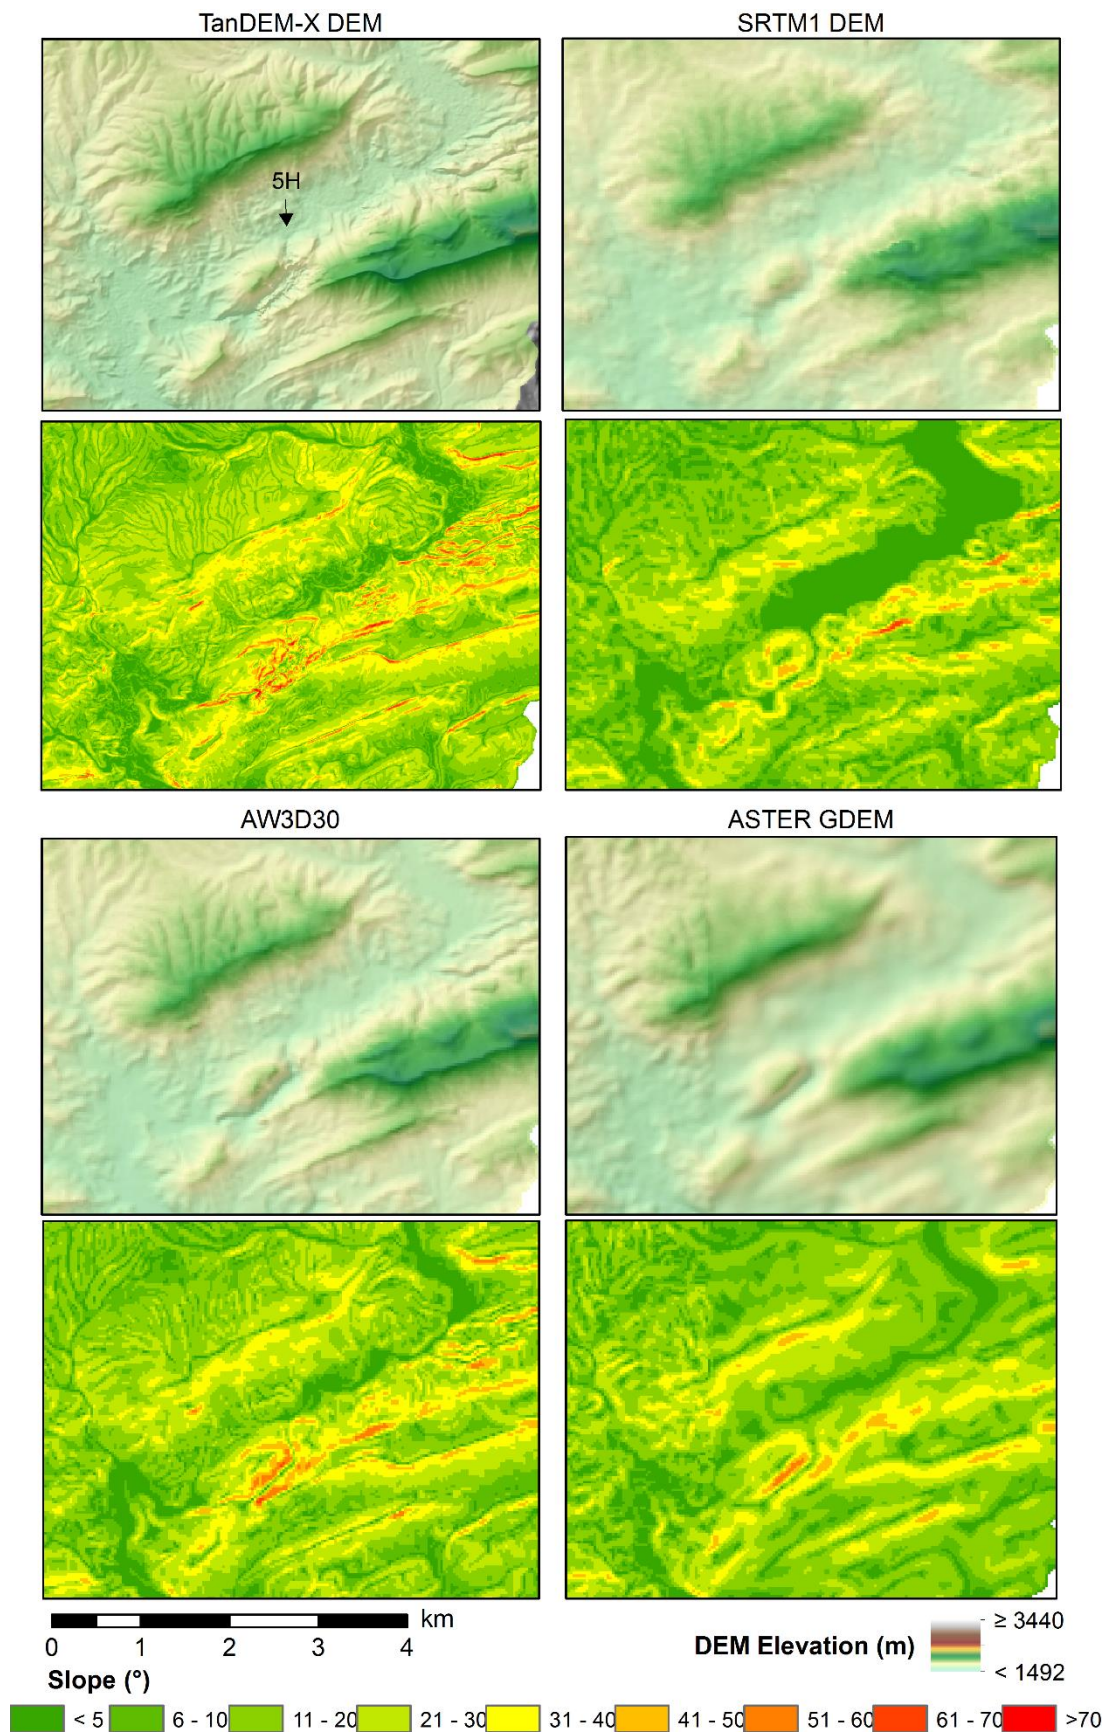 TanDEM-X DEM
SRTM1 DEM
5H
AW3D30
ASTER GDEM
km
0 1 2 3 4
≥ 3440
DEM Elevation (m)
< 1492
Slope (°)
< 5 6 - 10 11 - 20 21 - 30 31 - 40 41 - 50 51 - 60 61 - 70 >70